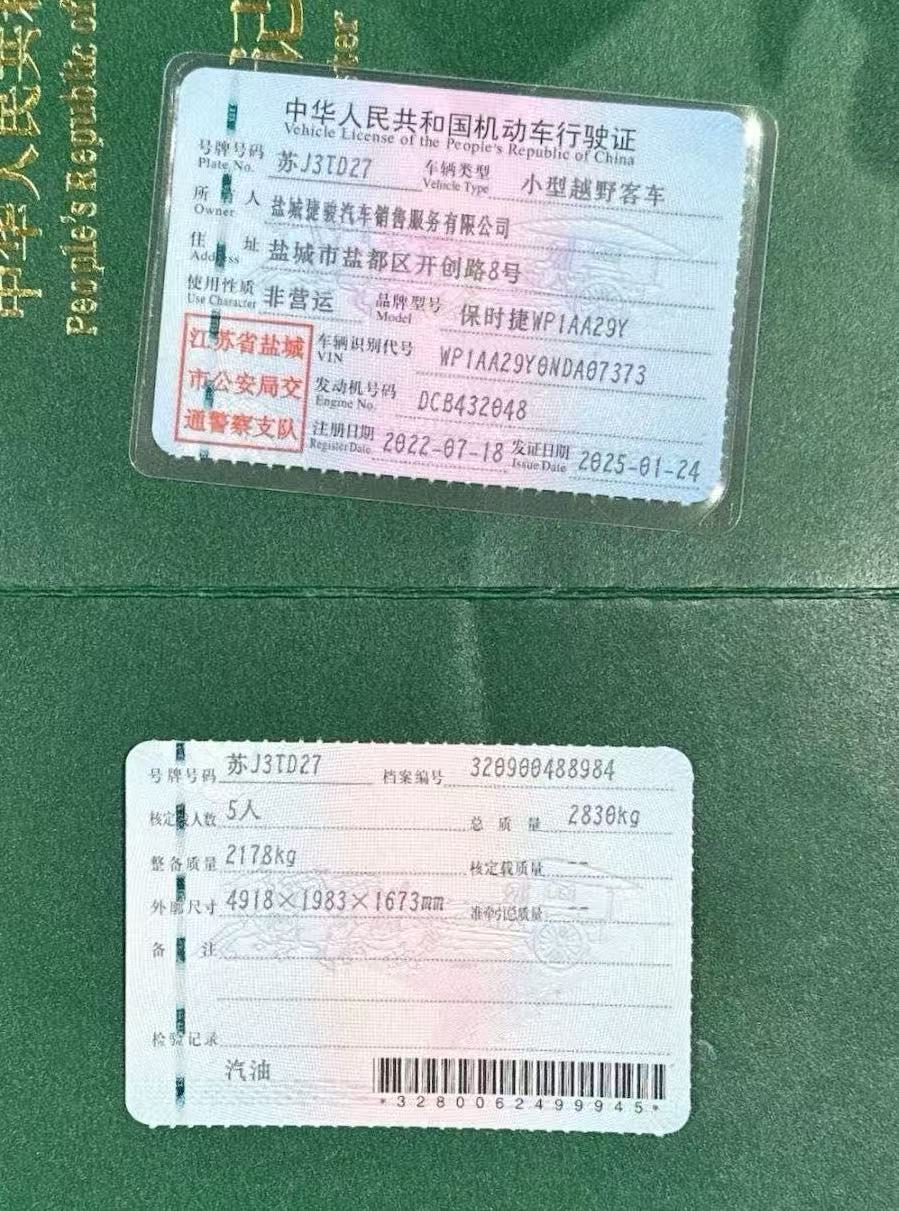 中华人民共和
People's Republic of
记
ster
中华人民共和国机动车行驶证
Vehicle License of the People's Republic of China
号牌号码 苏J3TD27 车辆类型 小型越野客车
Plate No. Vehicle Type
所有人 盐城捷骏汽车销售服务有限公司
Owner
住址 盐城市盐都区开创路8号
Address
使用性质 非营运 品牌型号 保时捷WP1AA29Y
Use Character Model
江苏省盐城
市公安局交
通警察支队
车辆识别代号 WP1AA29Y0NDA07373
VIN
发动机号码 DCB432048
Engine No.
注册日期 2022-07-18 发证日期 2025-01-24
Register Date Issue Date
号牌号码 苏J3TD27 档案编号 320900488984
核定载人数 5人 总质量 2830kg
整备质量 2178kg 核定载质量 --
外廓尺寸 4918×1983×1673mm 准牵引总质量 --
备注
检验记录
汽油
*3280062499945*